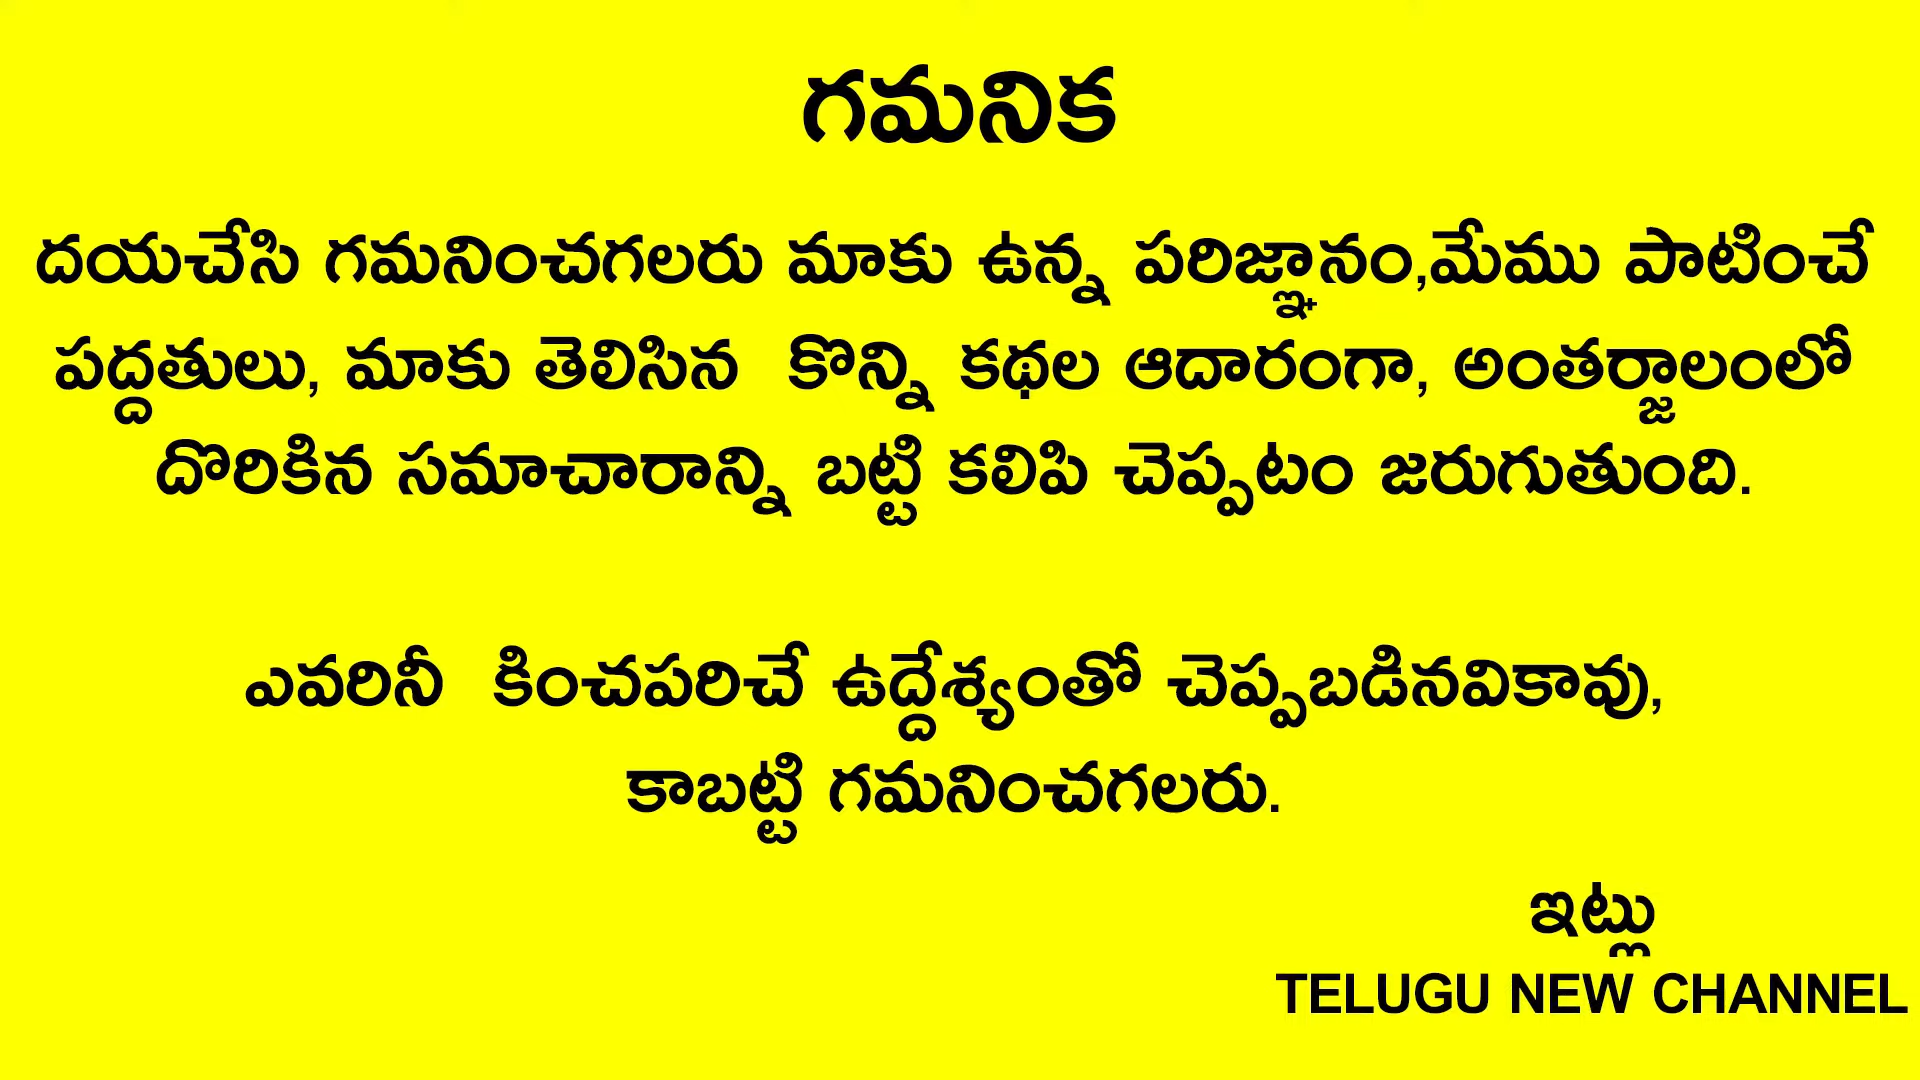 గమనిక
దయచేసి గమనించగలరు మాకు ఉన్న పరిజ్ఞానం,మేము పాటించే
పద్దతులు, మాకు తెలిసిన కొన్ని కథల ఆదారంగా, అంతర్జాలంలో
దొరికిన సమాచారాన్ని బట్టి కలిపి చెప్పటం జరుగుతుంది.
ఎవరినీ కించపరిచే ఉద్దేశ్యంతో చెప్పబడినవికావు,
కాబట్టి గమనించగలరు.
ఇట్లు
TELUGU NEW CHANNEL